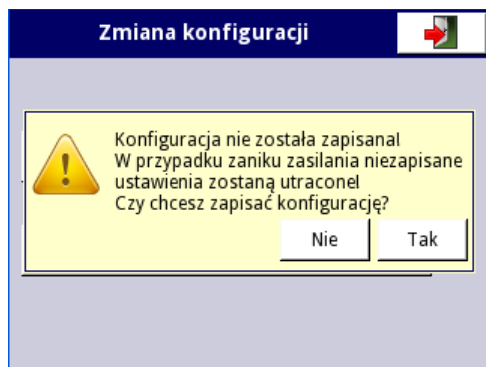 Zmiana konfiguracji
Konfiguracja nie została zapisana!
W przypadku zaniku zasilania niezapisane
ustawienia zostaną utracone!
Czy chcesz zapisać konfigurację?
Nie
Tak